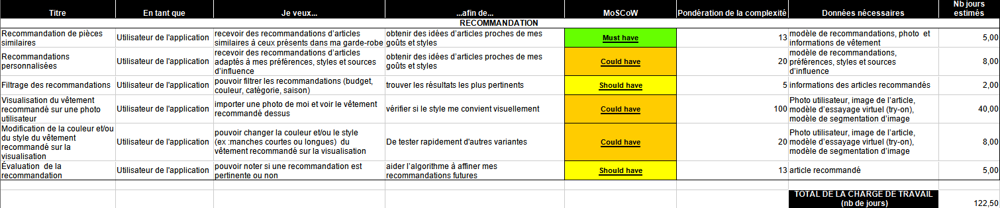 Titre En tant que Je veux... ...afin de... MoSCoW Pondération de la complexité Données nécessaires Nb jours estimés
RECOMMANDATION
Recommandation de pièces similaires Utilisateur de l'application recevoir des recommandations d'articles similaires à ceux présents dans ma garde-robe obtenir des idées d'articles proches de mes goûts et styles Must have 13 modèle de recommandations, photo et informations de vêtement 5,00
Recommandations personnalisées Utilisateur de l'application recevoir des recommandations d'articles adaptés à mes préférences, styles et sources d'influence obtenir des idées d'articles proches de mes goûts et styles Could have 20 modèle de recommandations, préférences, styles et sources d'influence 8,00
Filtrage des recommandations Utilisateur de l'application pouvoir filtrer les recommandations (budget, couleur, catégorie, saison) trouver les résultats les plus pertinents Should have 5 informations des articles recommandés 2,00
Visualisation du vêtement recommandé sur une photo utilisateur Utilisateur de l'application importer une photo de moi et voir le vêtement recommandé dessus vérifier si le style me convient visuellement Could have 100 Photo utilisateur, image de l'article, modèle d'essayage virtuel (try-on), modèle de segmentation d'image 40,00
Modification de la couleur et/ou du style du vêtement recommandé sur la visualisation Utilisateur de l'application pouvoir changer la couleur et/ou le style (ex :manches courtes ou longues) du vêtement recommandé sur la visualisation De tester rapidement d'autres variantes Could have 20 Photo utilisateur, image de l'article, modèle d'essayage virtuel (try-on), modèle de segmentation d'image 8,00
Évaluation de la recommandation Utilisateur de l'application pouvoir noter si une recommandation est pertinente ou non aider l'algorithme à affiner mes recommandations futures Should have 13 article recommandé 5,00
TOTAL DE LA CHARGE DE TRAVAIL (nb de jours) 122,50